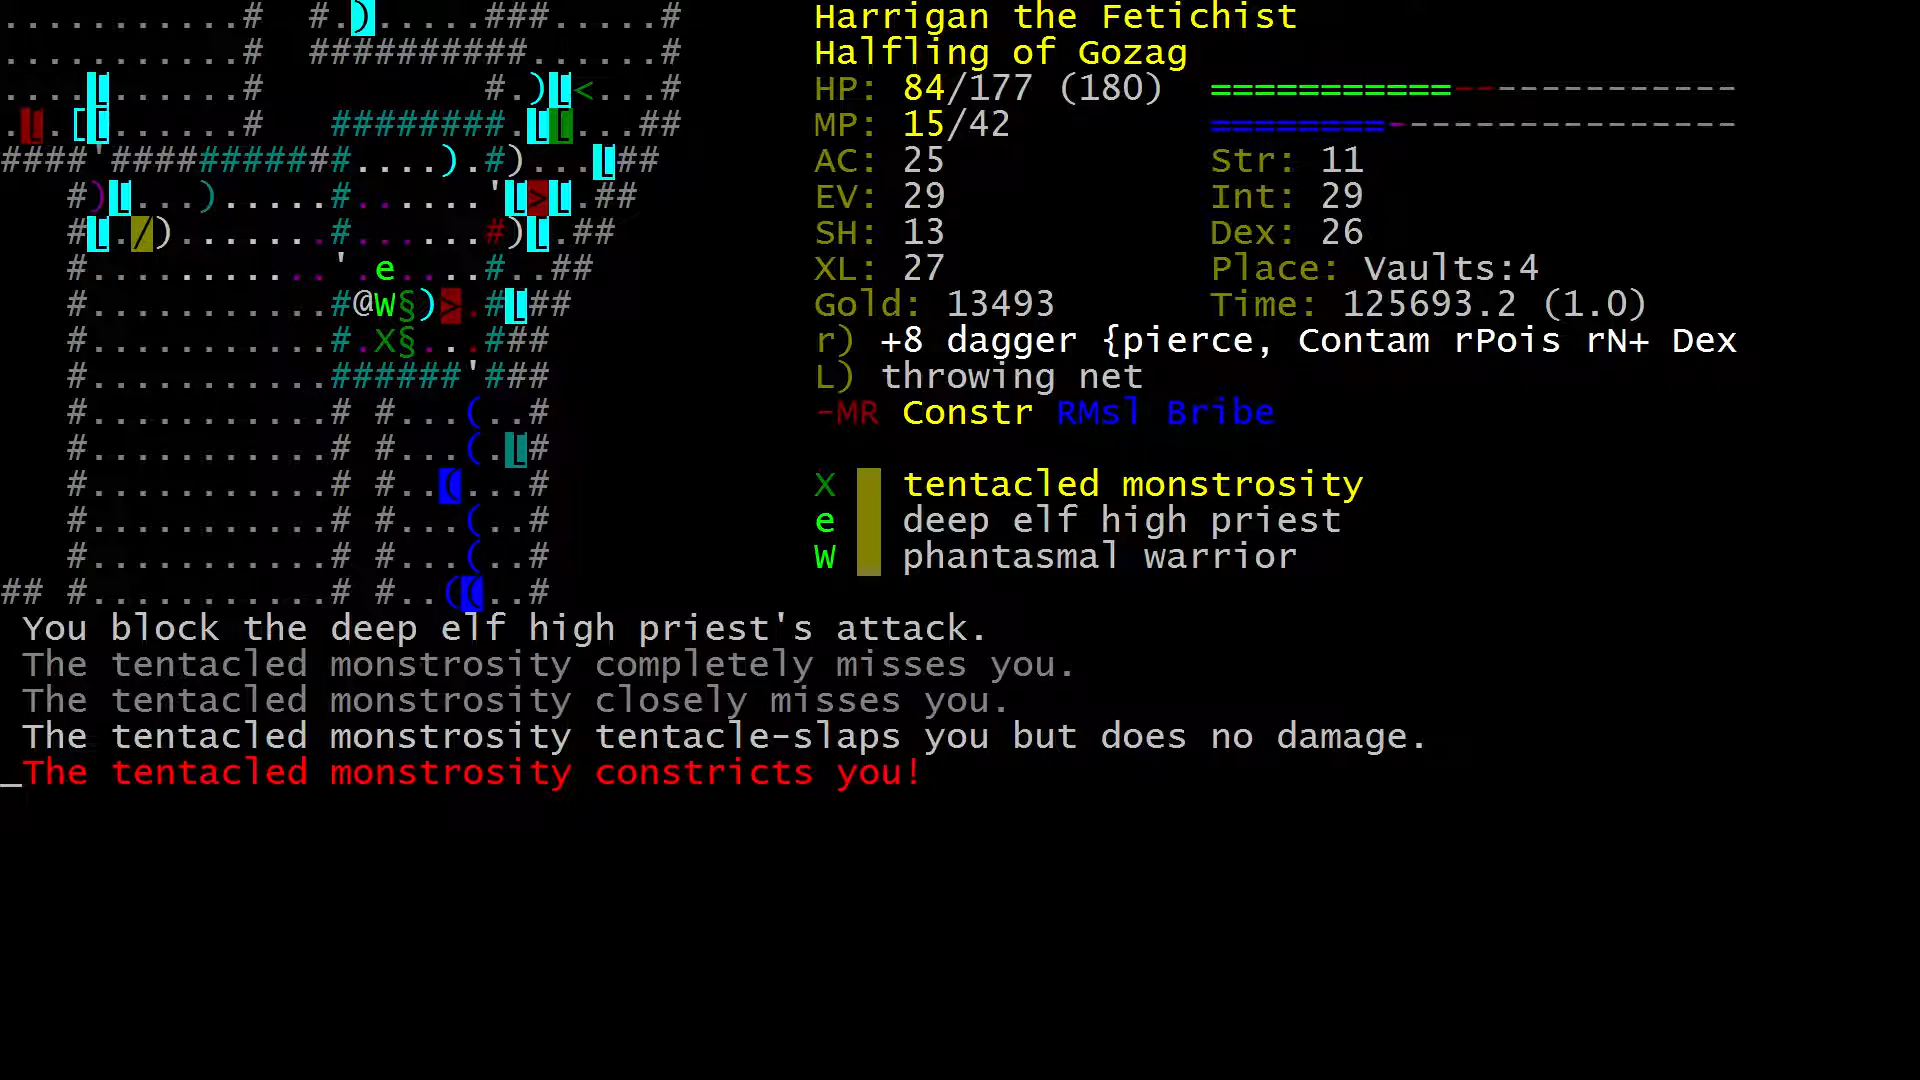 Harrigan the Fetichist
Halfling of Gozag
HP: 84/177 (180)
MP: 15/42
AC: 25 Str: 11
EV: 29 Int: 29
SH: 13 Dex: 26
XL: 27 Place: Vaults:4
Gold: 13493 Time: 125693.2 (1.0)
r) +8 dagger {pierce, Contam rPois rN+ Dex
L) throwing net
-MR Constr RMsl Bribe
X tentacled monstrosity
e deep elf high priest
W phantasmal warrior
You block the deep elf high priest's attack.
The tentacled monstrosity completely misses you.
The tentacled monstrosity closely misses you.
The tentacled monstrosity tentacle-slaps you but does no damage.
_The tentacled monstrosity constricts you!